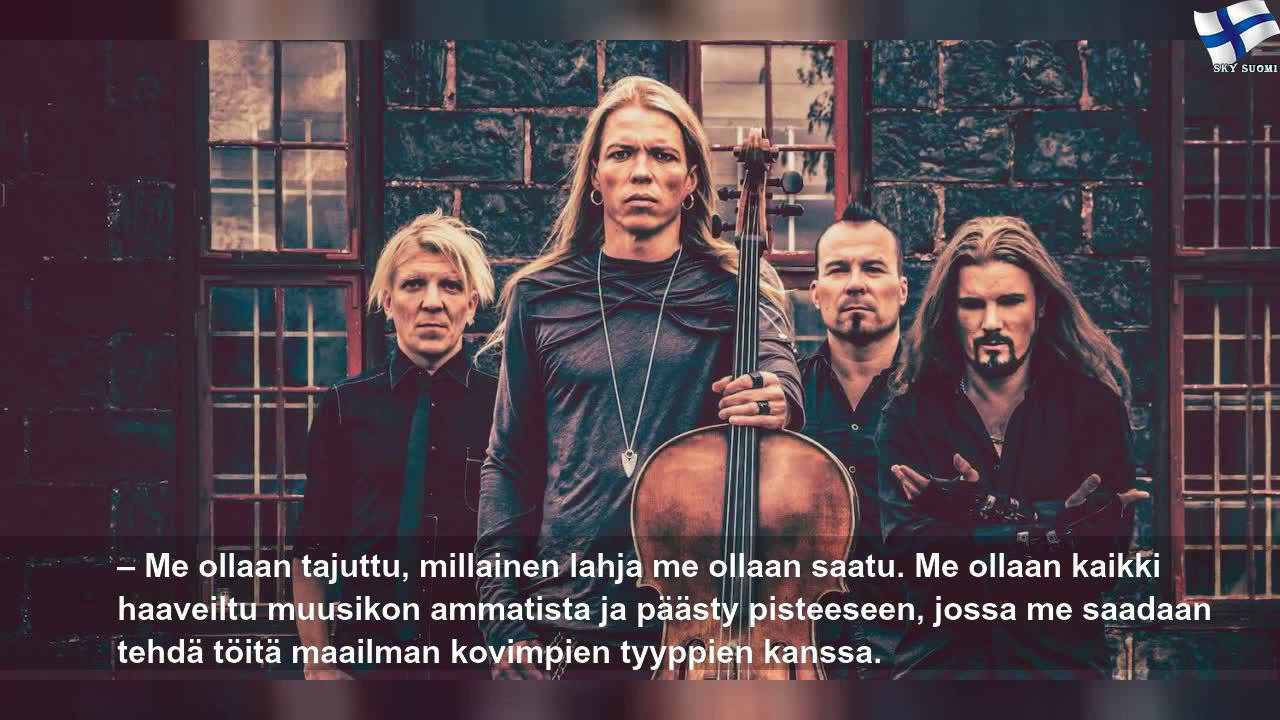 SKY SUOMI
– Me ollaan tajuttu, millainen lahja me ollaan saatu. Me ollaan kaikki
haaveiltu muusikon ammatista ja päästy pisteeseen, jossa me saadaan
tehdä töitä maailman kovimpien tyyppien kanssa.